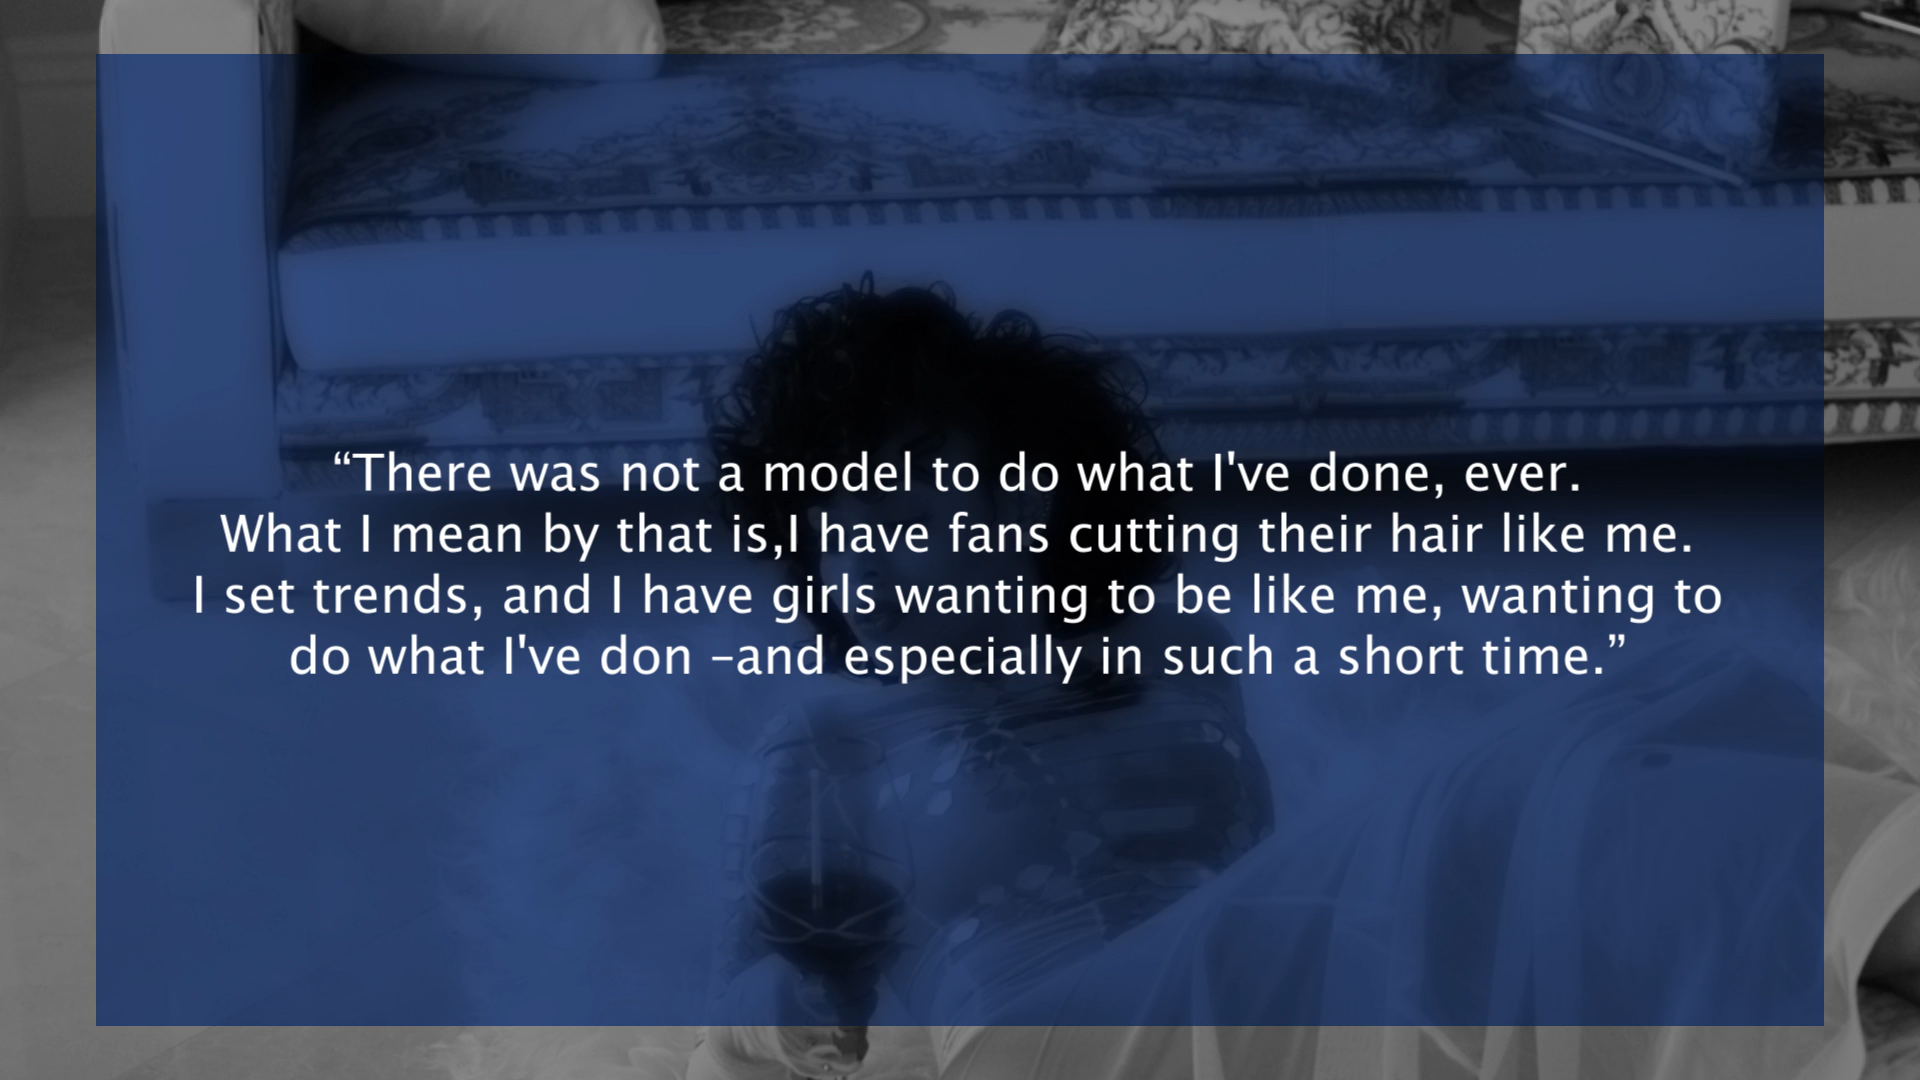 “There was not a model to do what I've done, ever.
What I mean by that is,I have fans cutting their hair like me.
I set trends, and I have girls wanting to be like me, wanting to
do what I've don –and especially in such a short time.”